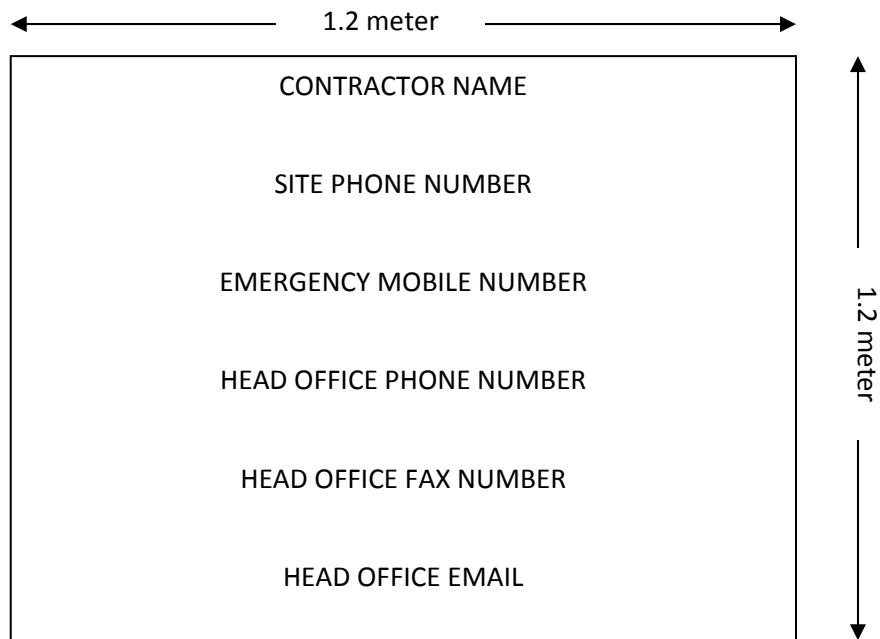 1.2 meter
CONTRACTOR NAME
SITE PHONE NUMBER
EMERGENCY MOBILE NUMBER
HEAD OFFICE PHONE NUMBER
HEAD OFFICE FAX NUMBER
HEAD OFFICE EMAIL
1.2 meter